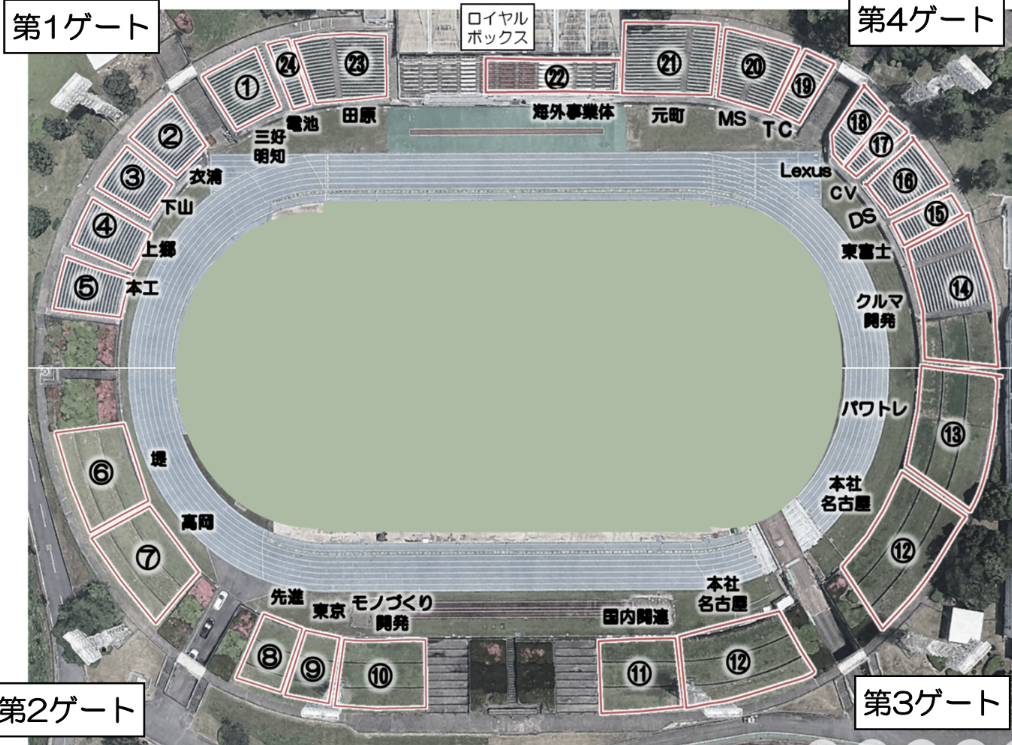 第1ゲート
ロイヤル
ボックス
第4ゲート
①
㉔
㉓
㉒
㉑
⑳
⑲
三好
明知
電池
田原
海外事業体
元町
MS
TC
②
衣浦
⑱
⑰
Lexus
CV
③
下山
⑯
DS
④
上郷
⑮
東富士
⑤
本工
⑭
クルマ
開発
⑬
パワトレ
⑥
堤
本社
名古屋
⑦
高岡
⑫
先進
東京
モノづくり
開発
国内関連
本社
名古屋
⑧
⑨
⑩
⑪
⑫
第2ゲート
第3ゲート